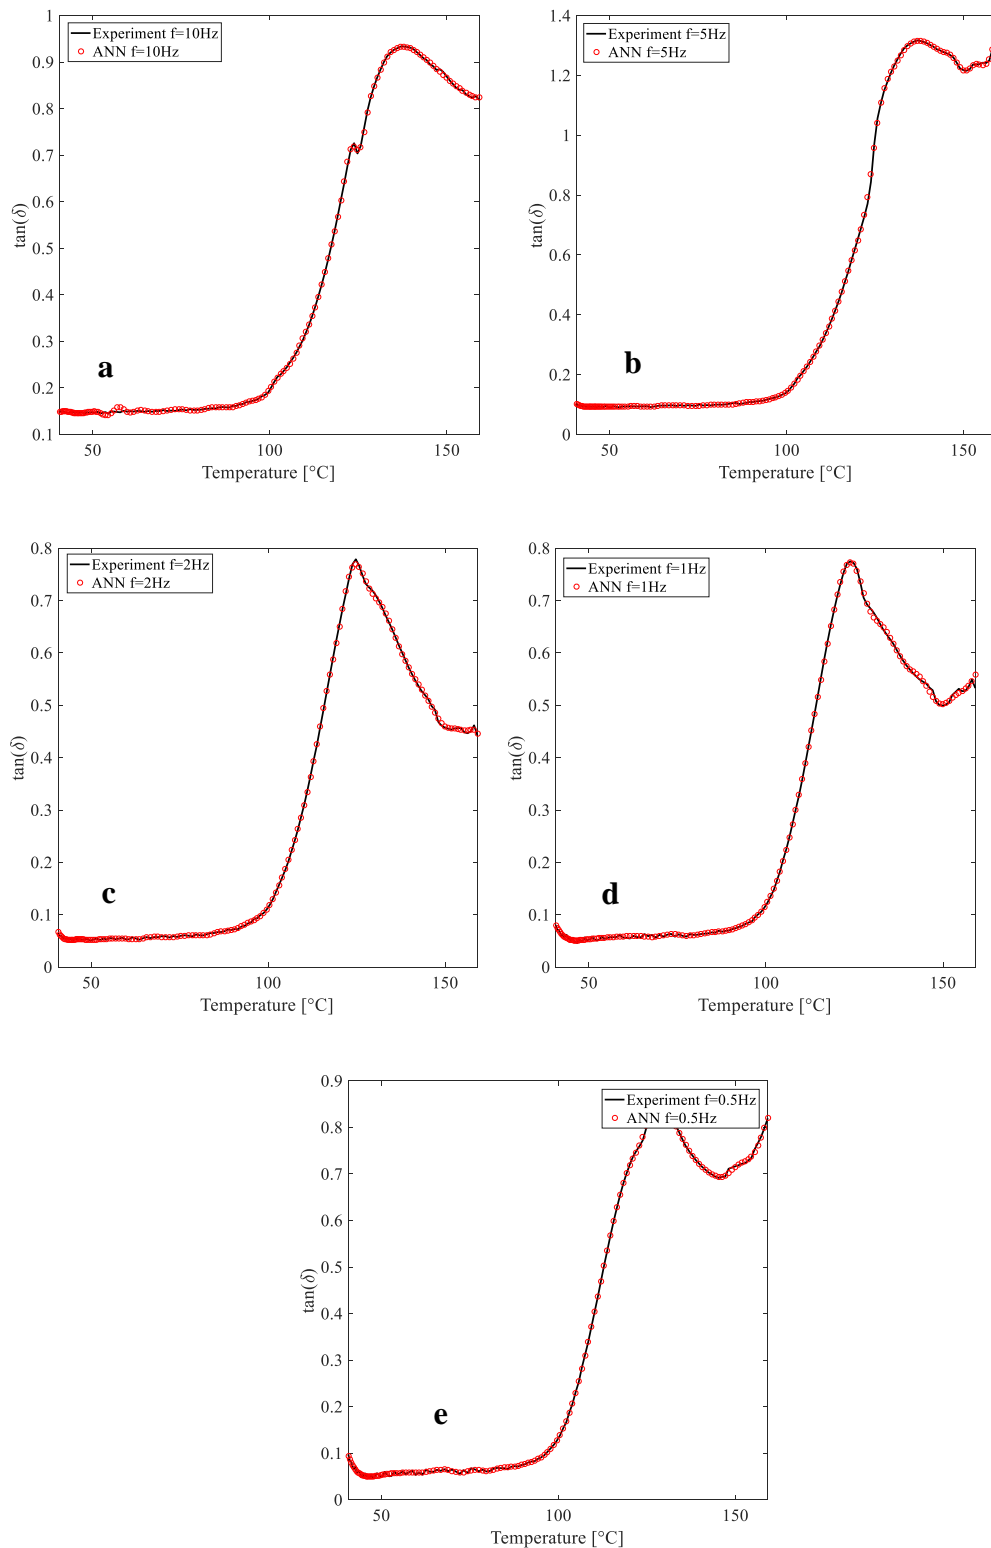 1
0.9
0.8
0.7
0.6
0.5
0.4
0.3
0.2
0.1
tan(δ)
Experiment f=10Hz
ANN f=10Hz
a
50 100 150
Temperature [°C]
1.4
1.2
1
0.8
0.6
0.4
0.2
0
tan(δ)
Experiment f=5Hz
ANN f=5Hz
b
50 100 150
Temperature [°C]
0.8
0.7
0.6
0.5
0.4
0.3
0.2
0.1
0
tan(δ)
Experiment f=2Hz
ANN f=2Hz
c
50 100 150
Temperature [°C]
0.8
0.7
0.6
0.5
0.4
0.3
0.2
0.1
0
tan(δ)
Experiment f=1Hz
ANN f=1Hz
d
50 100 150
Temperature [°C]
0.9
0.8
0.7
0.6
0.5
0.4
0.3
0.2
0.1
0
tan(δ)
Experiment f=0.5Hz
ANN f=0.5Hz
e
50 100 150
Temperature [°C]